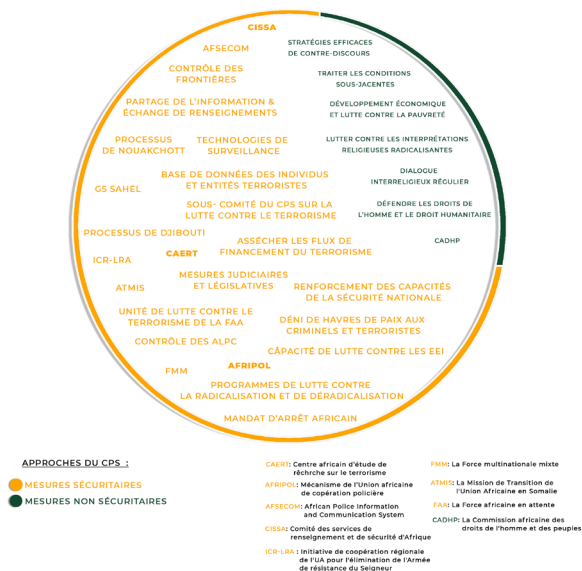 CISSA
AFSECOM
STRATÉGIES EFFICACES
DE CONTRE-DISCOURS
CONTRÔLE DES
FRONTIÈRES
TRAITER LES CONDITIONS
SOUS-JACENTES
PARTAGE DE L'INFORMATION &
ÉCHANGE DE RENSEIGNEMENTS
DÉVELOPPEMENT ÉCONOMIQUE
ET LUTTE CONTRE LA PAUVRETÉ
PROCESSUS
DE NOUAKCHOTT
TECHNOLOGIES DE
SURVEILLANCE
LUTTER CONTRE LES INTERPRÉTATIONS
RELIGIEUSES RADICALISANTES
G5 SAHEL
BASE DE DONNÉES DES INDIVIDUS
ET ENTITÉS TERRORISTES
DIALOGUE
INTERRELIGIEUX RÉGULIER
SOUS- COMITÉ DU CPS SUR LA
LUTTE CONTRE LE TERRORISME
DÉFENDRE LES DROITS DE
L'HOMME ET LE DROIT HUMANITAIRE
PROCESSUS DE DJIBOUTI
ASSÉCHER LES FLUX DE
FINANCEMENT DU TERRORISME
CADHP
CAERT
ICR-LRA
MESURES JUDICIAIRES
ET LÉGISLATIVES
ATMIS
RENFORCEMENT DES CAPACITÉS
DE LA SÉCURITÉ NATIONALE
UNITÉ DE LUTTE CONTRE LE
TERRORISME DE LA FAA
DÉNI DE HAVRES DE PAIX AUX
CRIMINELS ET TERRORISTES
CONTRÔLE DES ALPC
CÂPACITÉ DE LUTTE CONTRE LES EEI
FMM
AFRIPOL
PROGRAMMES DE LUTTE CONTRE
LA RADICALISATION ET DE DÉRADICALISATION
MANDAT D'ARRÊT AFRICAIN
APPROCHES DU CPS :
MESURES SÉCURITAIRES
MESURES NON SÉCURITAIRES
CAERT: Centre africain d'étude de
rêchrche sur le terrorisme
AFRIPOL: Mécanisme de l'Union africaine
de copération policière
AFSECOM: African Police Information
and Communication System
CISSA: Comité des services de
renseignement et de sécurité d'Afrique
ICR-LRA : Initiative de coopération régionale
de l'UA pour l'élimination de l'Armée
de résistance du Seigneur
FMM: La Force multinationale mixte
ATMIS: La Mission de Transition de
l'Union Africaine en Somalie
FAA: La Force africaine en attente
CADHP: La Commission africaine des
droits de l'homme et des peuples